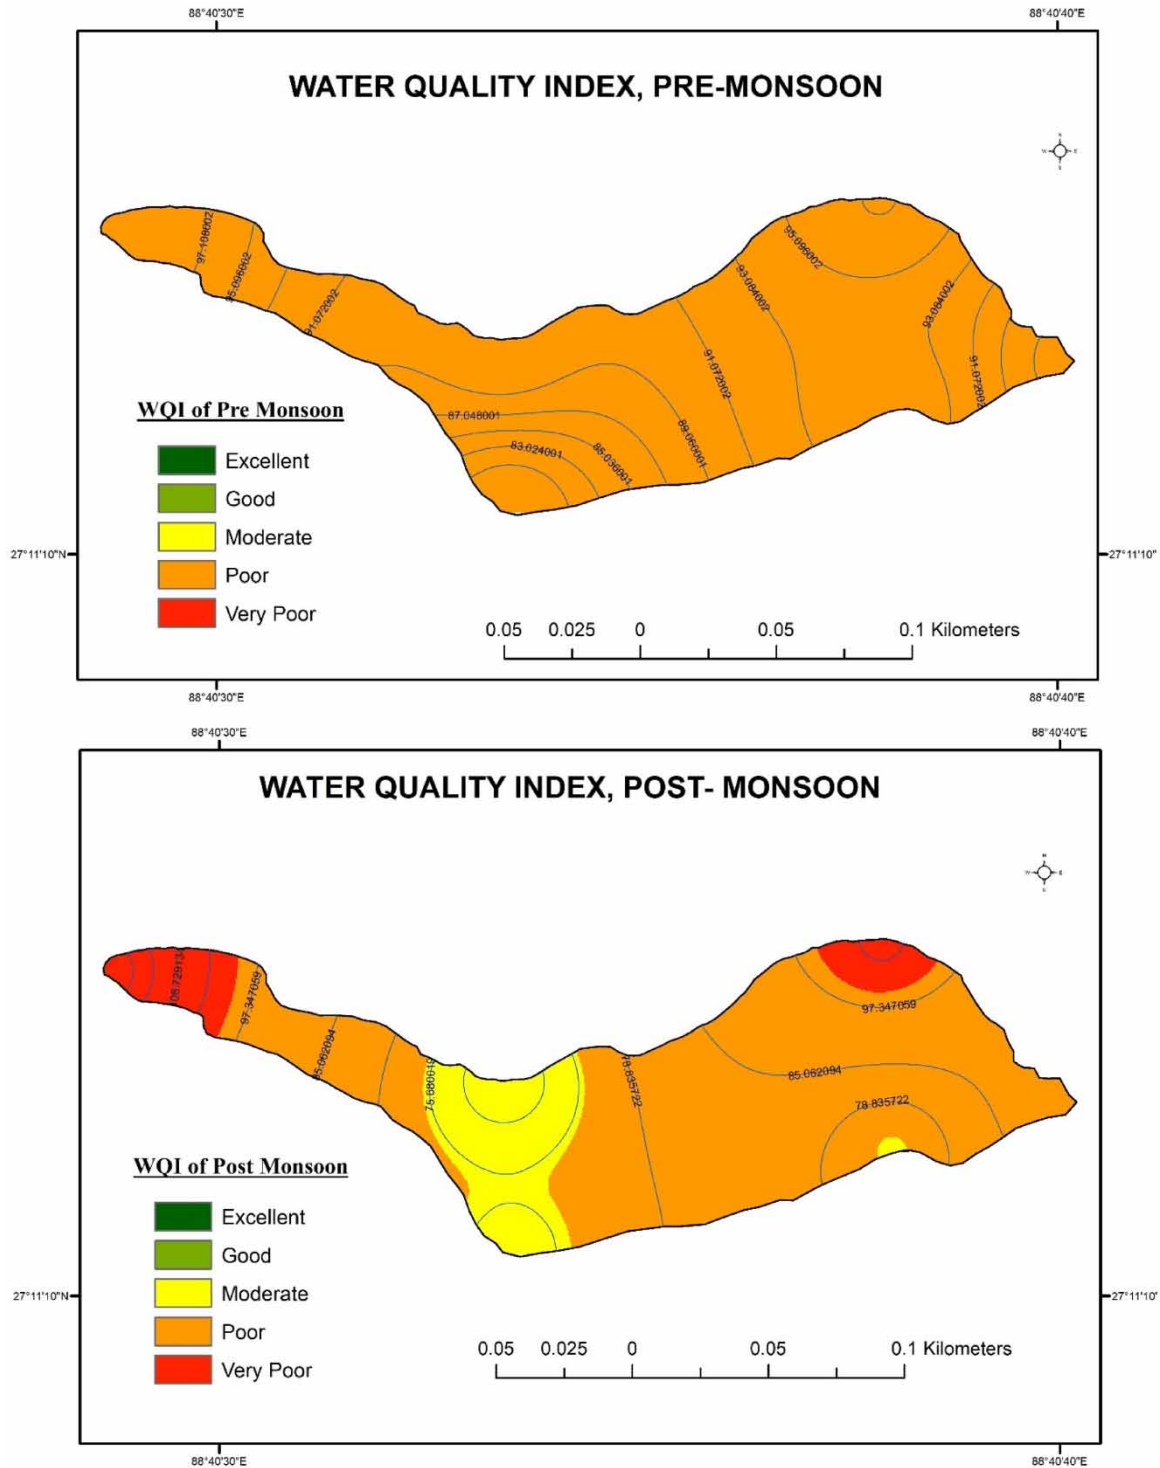 88°40'30"E
88°40'40"E
WATER QUALITY INDEX, PRE-MONSOON
N
W E
S
97.108002
95.096002
91.072002
95.096002
93.084002
93.084002
91.072002
91.072002
87.048001
83.024001
85.036001
89.060001
WQI of Pre Monsoon
Excellent
Good
Moderate
Poor
Very Poor
27°11'10"N
27°11'10"
0.05 0.025 0 0.05 0.1 Kilometers
88°40'30"E
88°40'40"E
88°40'30"E
88°40'40"E
WATER QUALITY INDEX, POST- MONSOON
N
W E
S
97.347059
85.062094
75.680019
78.835722
97.347059
85.062094
78.835722
WQI of Post Monsoon
Excellent
Good
Moderate
Poor
Very Poor
27°11'10"N
27°11'10"
0.05 0.025 0 0.05 0.1 Kilometers
88°40'30"E
88°40'40"E